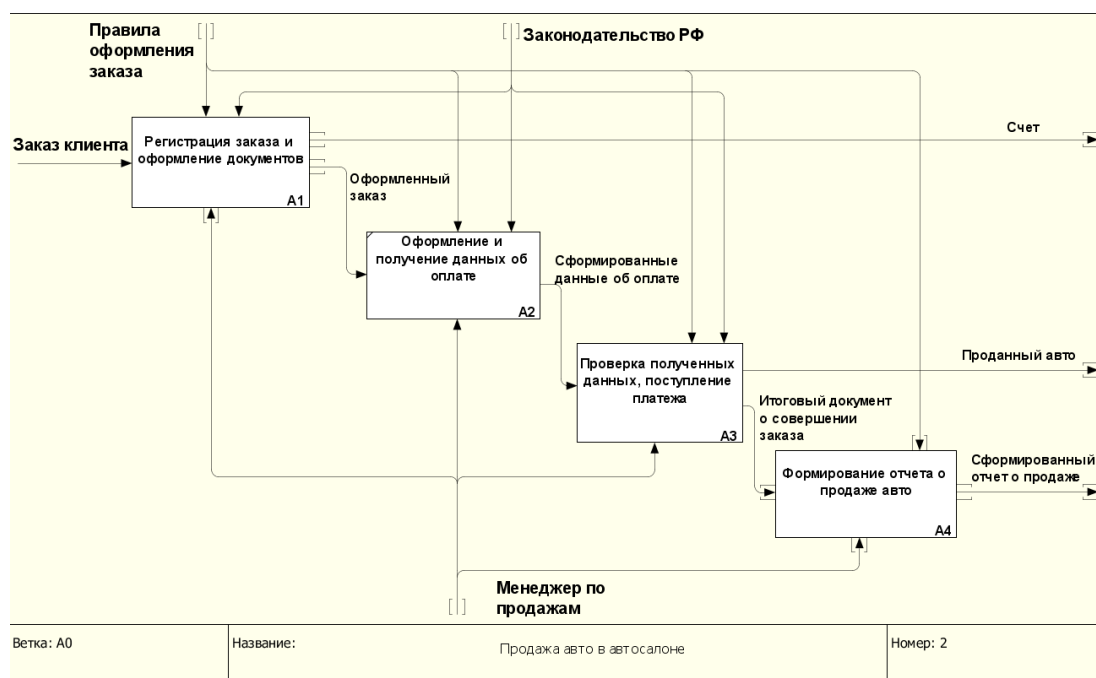 Правила
оформления
заказа
Законодательство РФ
Заказ клиента
Регистрация заказа и
оформление документов
A1
Счет
Оформленный
заказ
Оформление и
получение данных об
оплате
A2
Сформированные
данные об оплате
Проверка полученных
данных, поступление
платежа
A3
Проданный авто
Итоговый документ
о совершении
заказа
Формирование отчета о
продаже авто
A4
Сформированный
отчет о продаже
Менеджер по
продажам
Ветка: A0
Название:
Продажа авто в автосалоне
Номер: 2